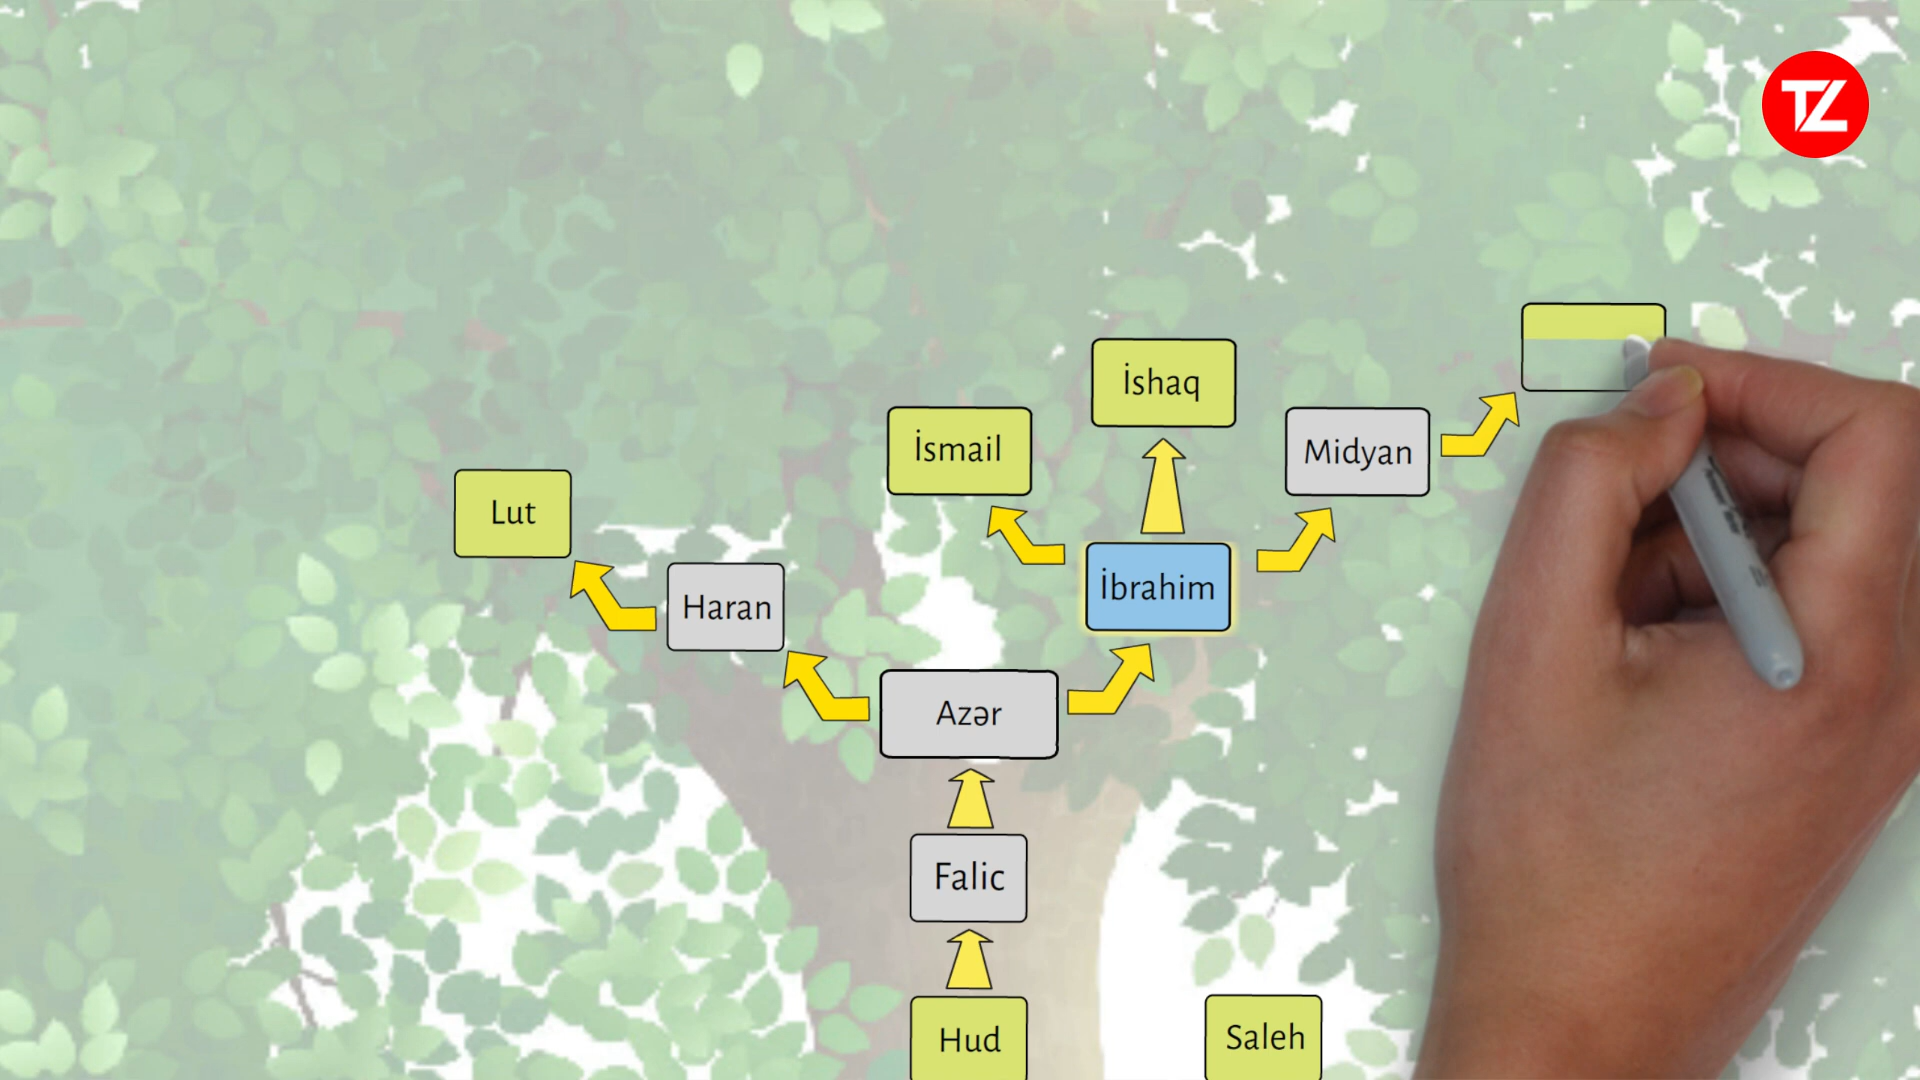 TZ
İshaq
İsmail
Midyan
Lut
İbrahim
Haran
Azər
Falic
Hud
Saleh